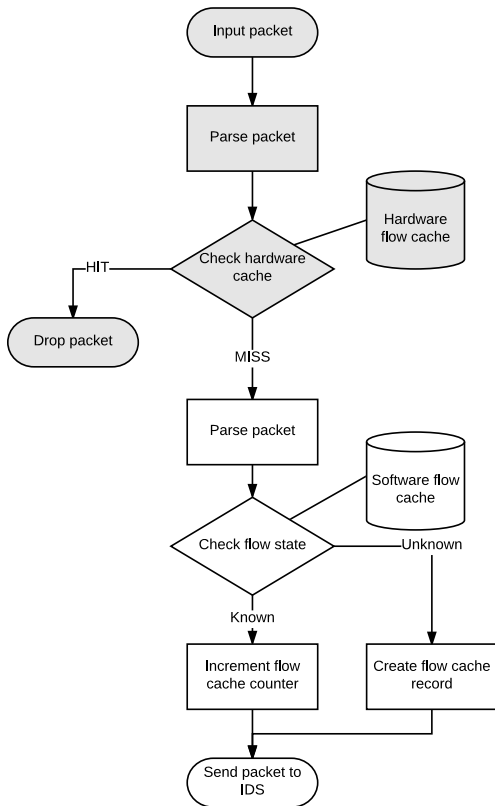 Input packet
Parse packet
Hardware
flow cache
Check hardware
cache
HIT
Drop packet
MISS
Parse packet
Software flow
cache
Check flow state
Unknown
Known
Increment flow
cache counter
Create flow cache
record
Send packet to
IDS